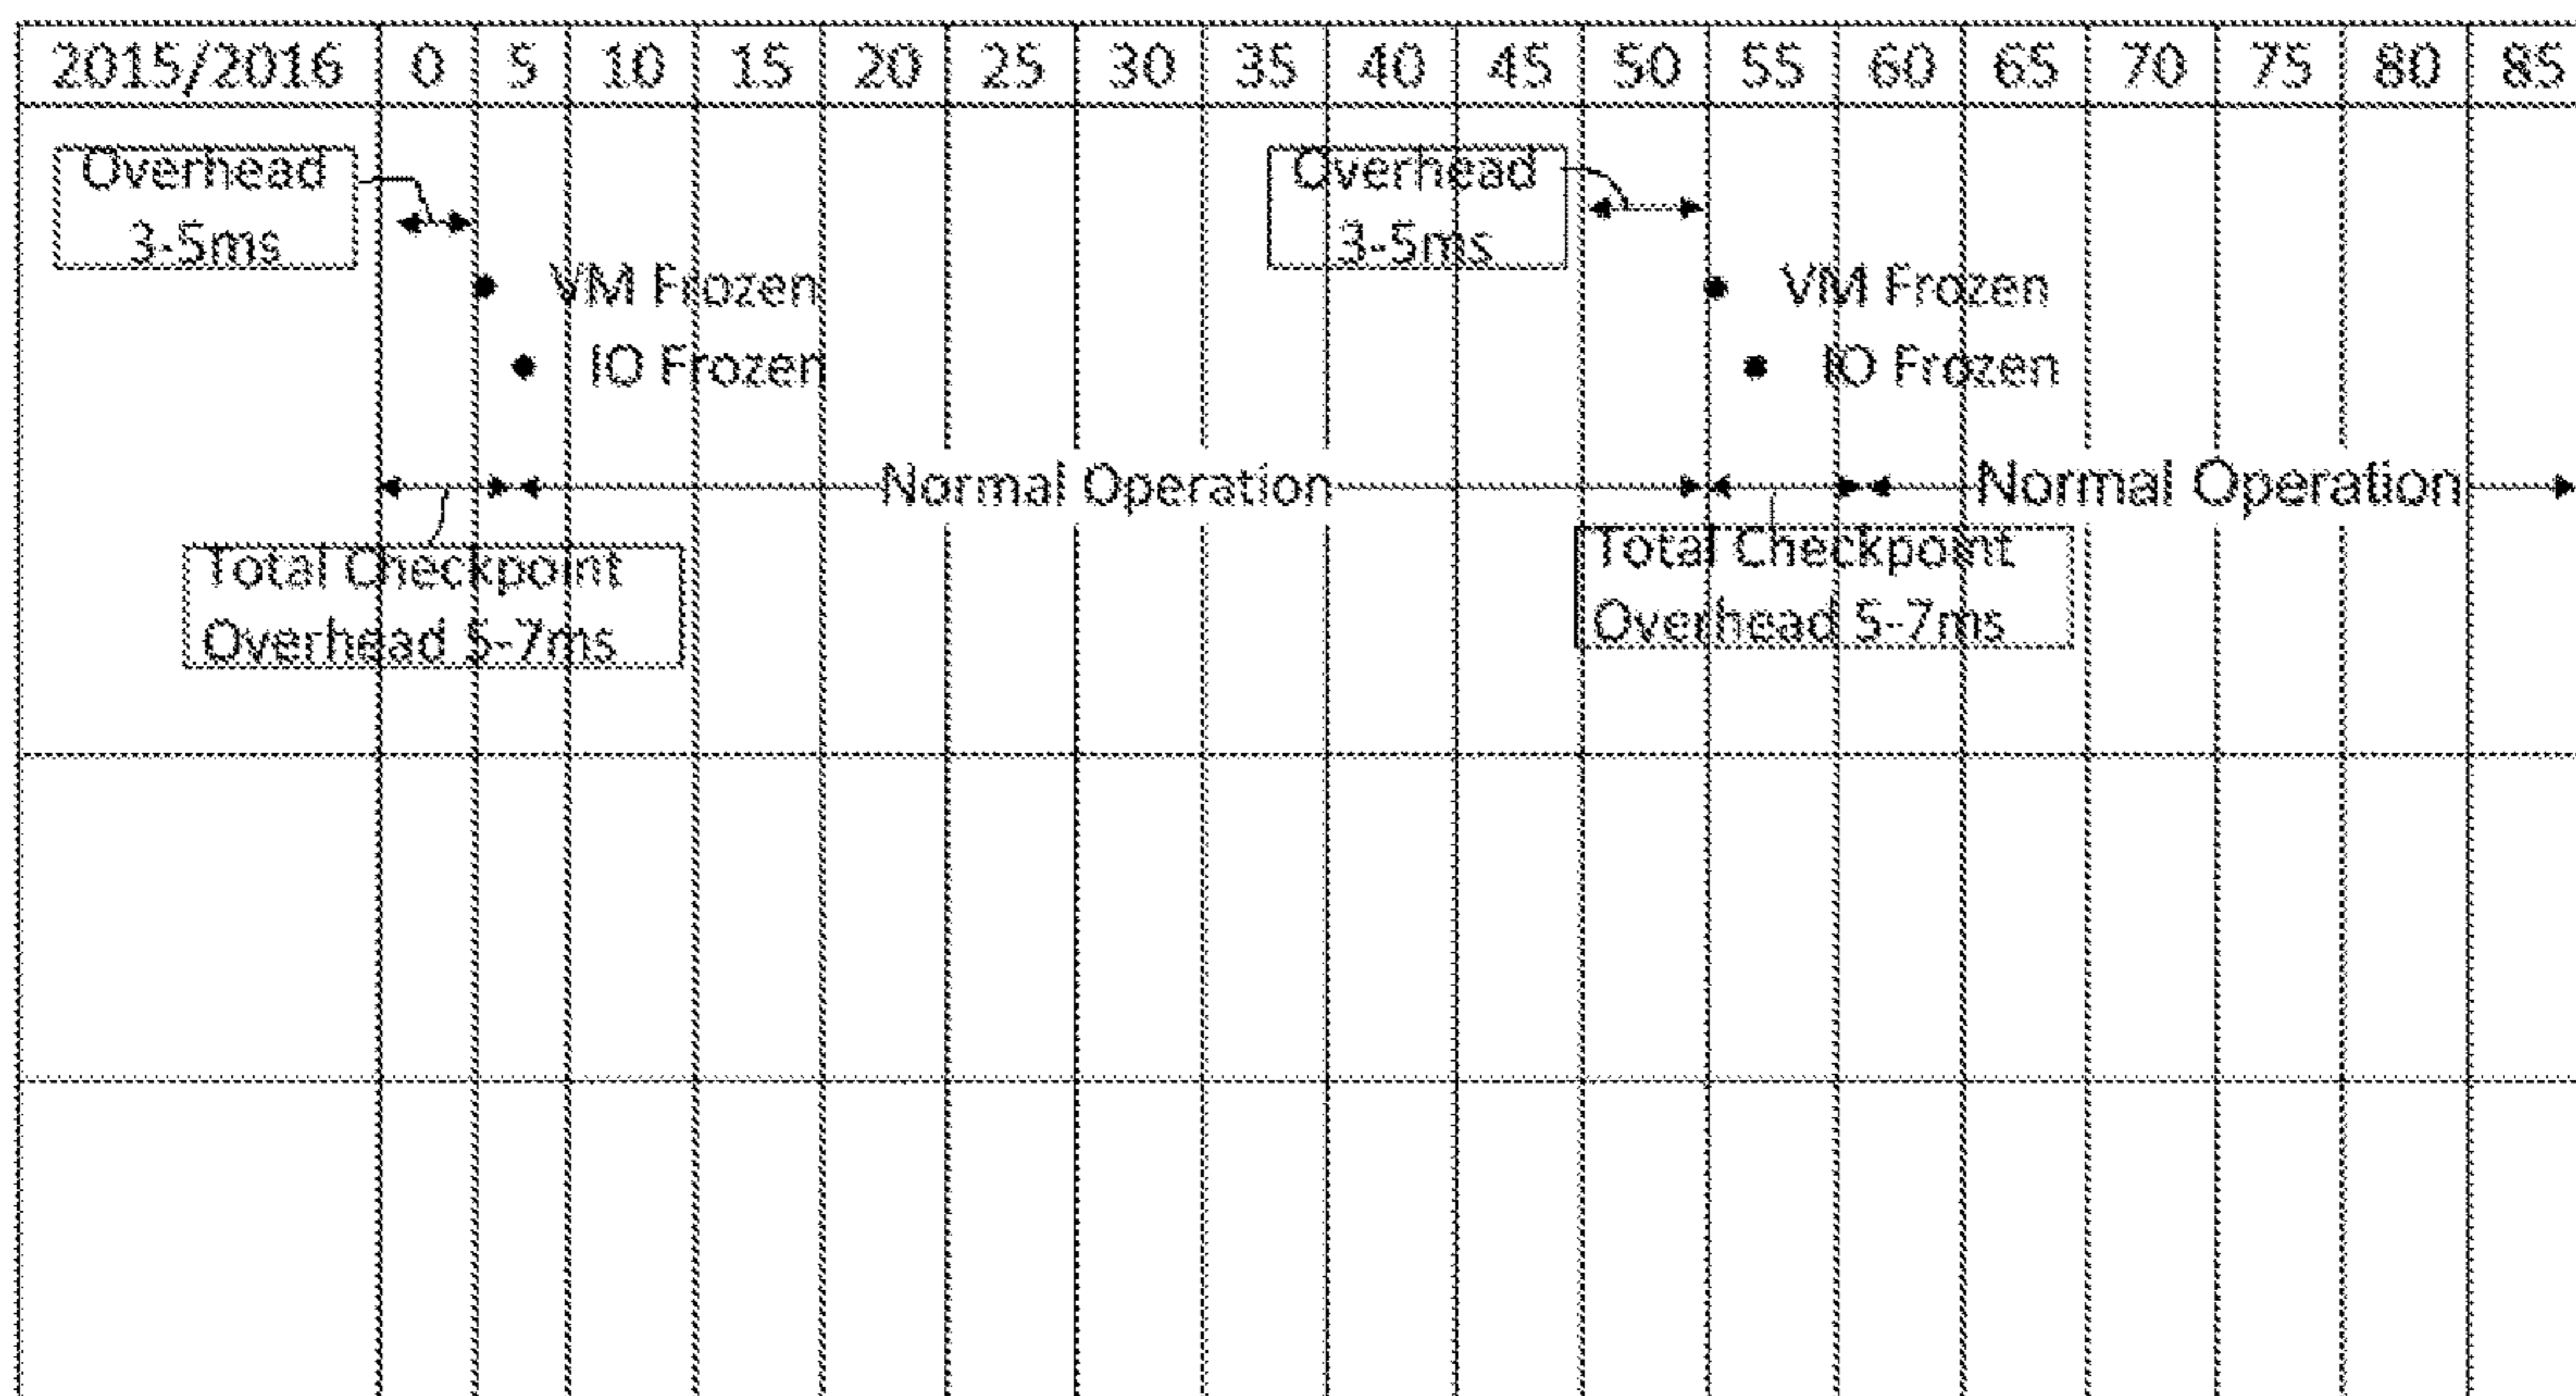 2015/2016 0 5 10 15 20 25 30 35 40 45 50 55 60 65 70 75 80 85
Overhead
3-5ms
VM Frozen
IO Frozen
Overhead
3-5ms
VM Frozen
IO Frozen
Normal Operation
Normal Operation
Total Checkpoint
Overhead 5-7ms
Total Checkpoint
Overhead 5-7ms